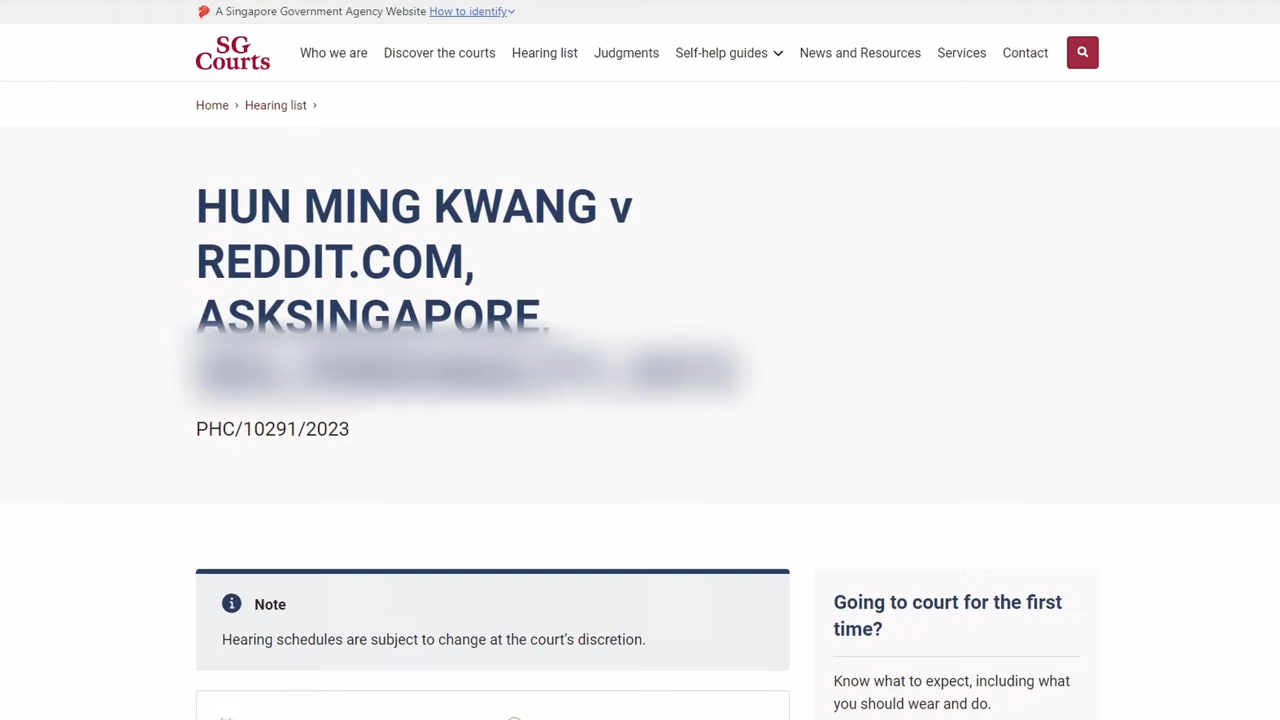 A Singapore Government Agency Website How to identify
SG
Courts
Who we are Discover the courts Hearing list Judgments Self-help guides News and Resources Services Contact
Home › Hearing list ›
HUN MING KWANG v
REDDIT.COM,
ASKSINGAPORE,
PHC/10291/2023
Note
Hearing schedules are subject to change at the court’s discretion.
Going to court for the first
time?
Know what to expect, including what
you should wear and do.